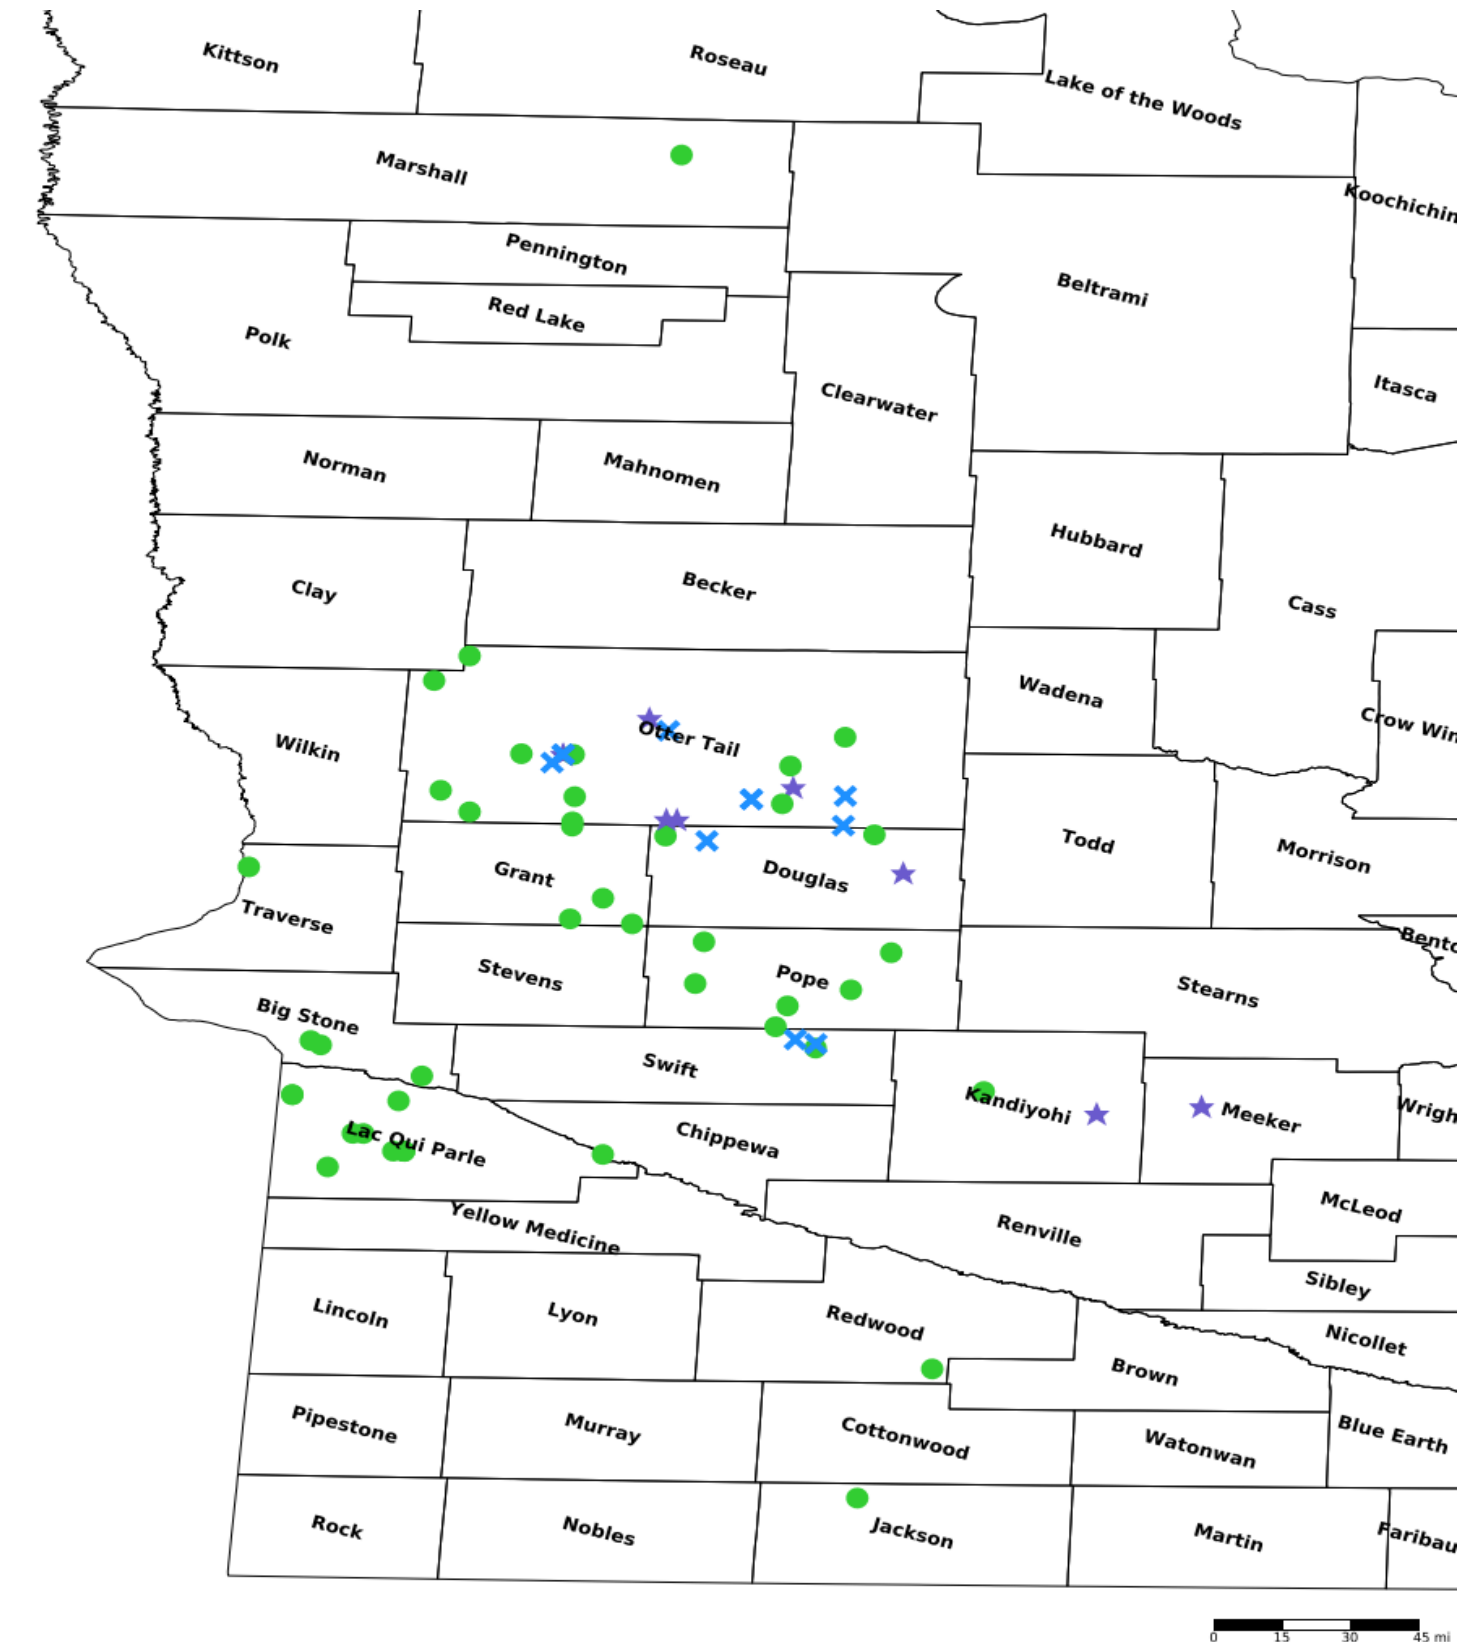 Kittson
Roseau
Lake of the Woods
Marshall
Koochichin
Pennington
Beltrami
Red Lake
Polk
Itasca
Clearwater
Norman
Mahnomen
Hubbard
Clay
Becker
Cass
Wadena
Crow Win
Otter Tail
Wilkin
Todd
Morrison
Grant
Douglas
Traverse
Bento
Stevens
Pope
Stearns
Big Stone
Swift
Kandiyohi
Meeker
Wrigh
Lac Qui Parle
Chippewa
McLeod
Yellow Medicine
Renville
Sibley
Lincoln
Lyon
Redwood
Nicollet
Brown
Pipestone
Murray
Cottonwood
Watonwan
Blue Earth
Rock
Nobles
Jackson
Martin
Faribau
0 15 30 45 mi